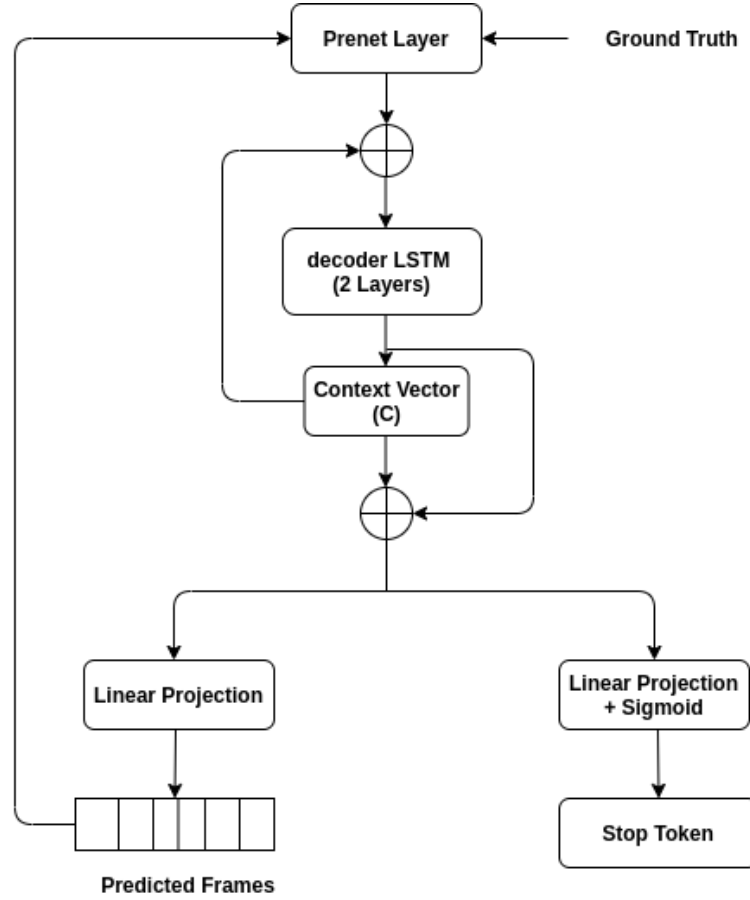 Prenet Layer
Ground Truth
decoder LSTM
(2 Layers)
Context Vector
(C)
Linear Projection
Linear Projection
+ Sigmoid
Stop Token
Predicted Frames